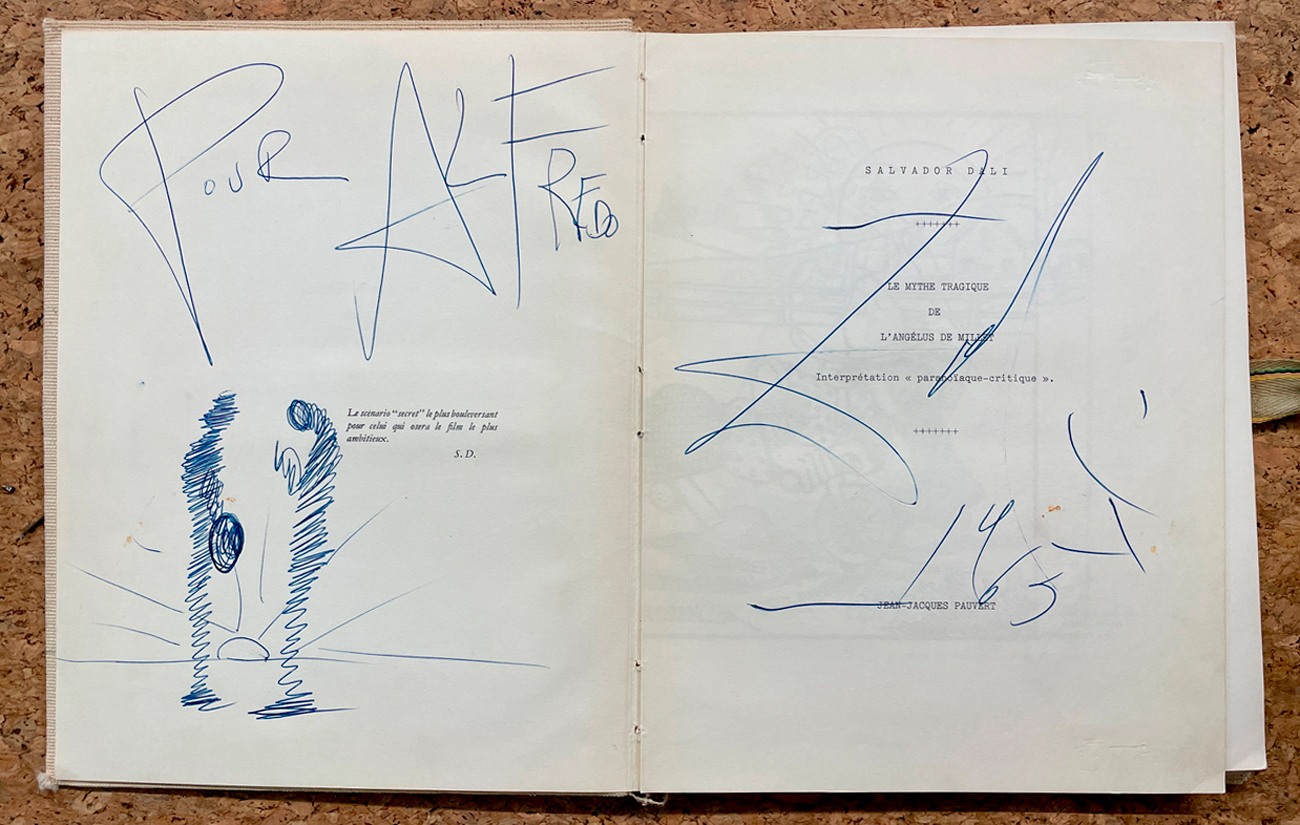 POUR ALFREDO
Le scénario "secret" le plus bouleversant
pour celui qui osera le film le plus
ambitieux.
S. D.
SALVADOR DALI
+++++++
LE MYTHE TRAGIQUE
DE
L'ANGÉLUS DE MILLET
Interprétation « paranoïaque-critique ».
+++++++
1965
JEAN-JACQUES PAUVERT